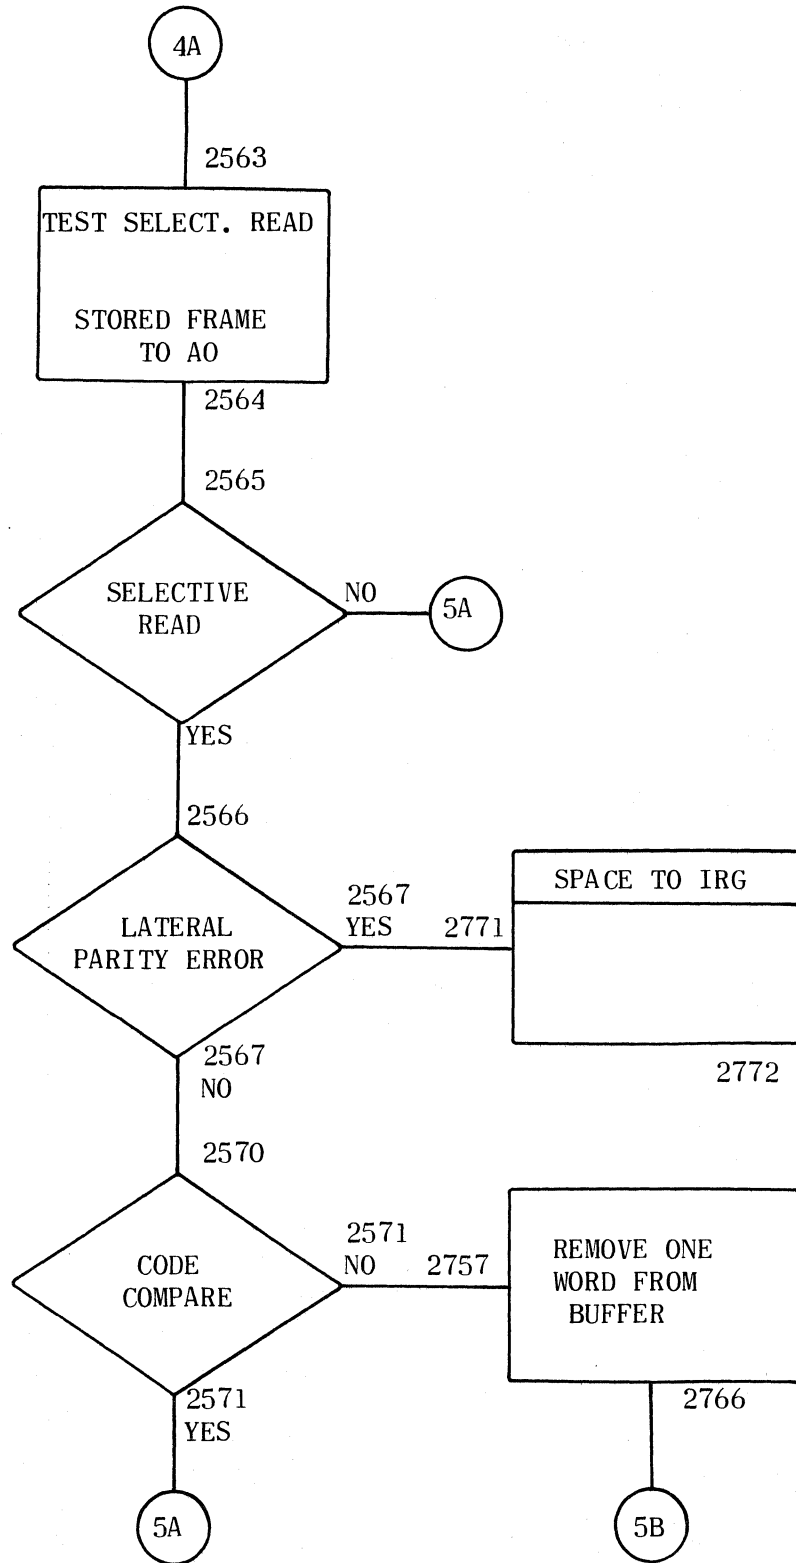 4A
2563
TEST SELECT. READ
STORED FRAME
TO AO
2564
2565
SELECTIVE
READ
NO
5A
YES
2566
LATERAL
PARITY ERROR
2567
YES
2771
SPACE TO IRG
2772
2567
NO
2570
CODE
COMPARE
2571
NO
2757
REMOVE ONE
WORD FROM
BUFFER
2766
2571
YES
5A
5B